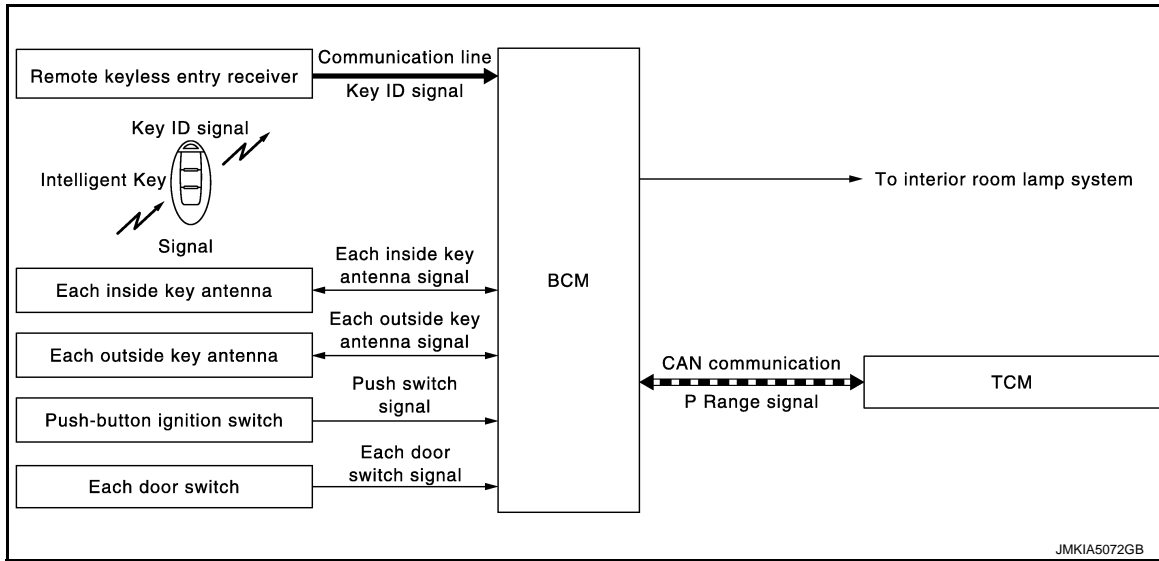 Remote keyless entry receiver
Communication line
Key ID signal
Key ID signal
Intelligent Key
Signal
Each inside key antenna
Each inside key
antenna signal
Each outside key antenna
Each outside key
antenna signal
Push-button ignition switch
Push switch
signal
Each door switch
Each door
switch signal
BCM
To interior room lamp system
CAN communication
P Range signal
TCM
JMKIA5072GB